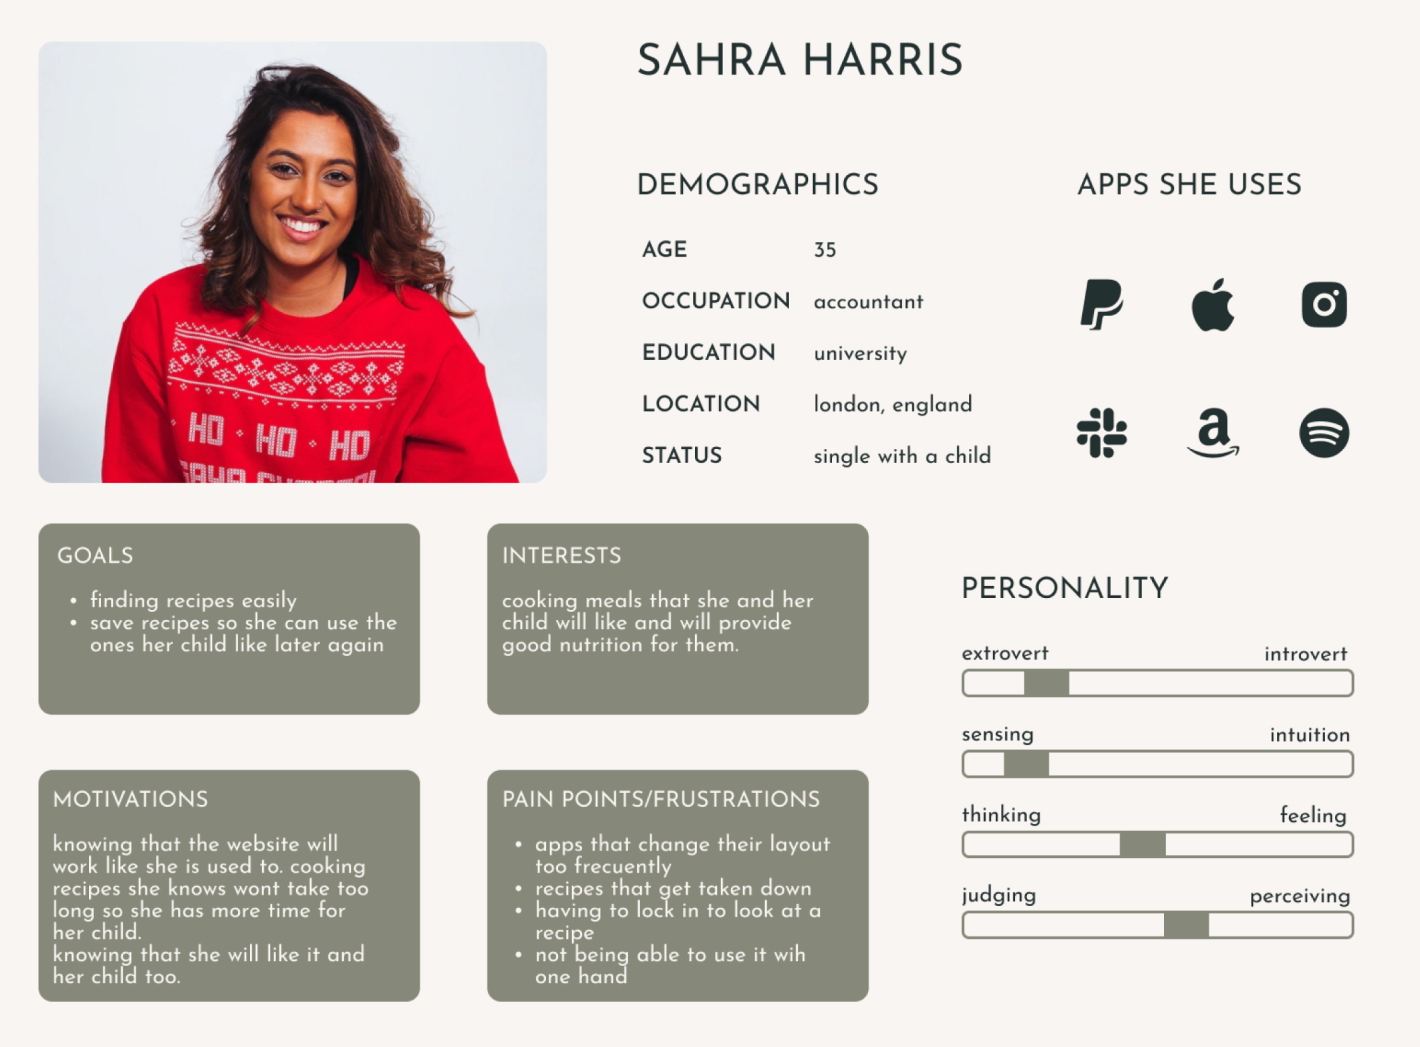 SAHRA HARRIS
DEMOGRAPHICS
AGE 35
OCCUPATION accountant
EDUCATION university
LOCATION london, england
STATUS single with a child
APPS SHE USES
a
HO · HO · HO
GOALS
• finding recipes easily
• save recipes so she can use the
ones her child like later again
INTERESTS
cooking meals that she and her
child will like and will provide
good nutrition for them.
MOTIVATIONS
knowing that the website will
work like she is used to. cooking
recipes she knows wont take too
long so she has more time for
her child.
knowing that she will like it and
her child too.
PAIN POINTS/FRUSTRATIONS
• apps that change their layout
too frecuently
• recipes that get taken down
• having to lock in to look at a
recipe
• not being able to use it wih
one hand
PERSONALITY
extrovert introvert
sensing intuition
thinking feeling
judging perceiving